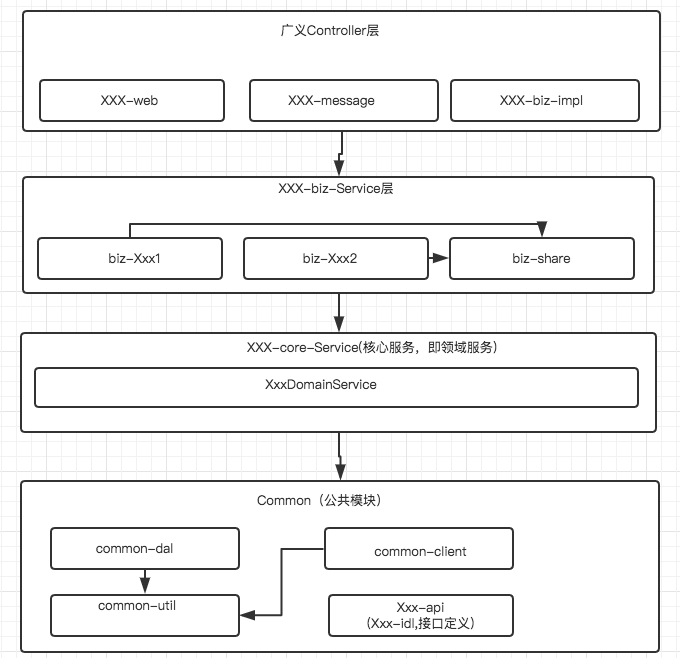 广义Controller层
XXX-web
XXX-message
XXX-biz-impl
XXX-biz-Service层
biz-Xxx1
biz-Xxx2
biz-share
XXX-core-Service(核心服务，即领域服务)
XxxDomainService
Common（公共模块）
common-dal
common-client
common-util
Xxx-api
（Xxx-idl,接口定义）